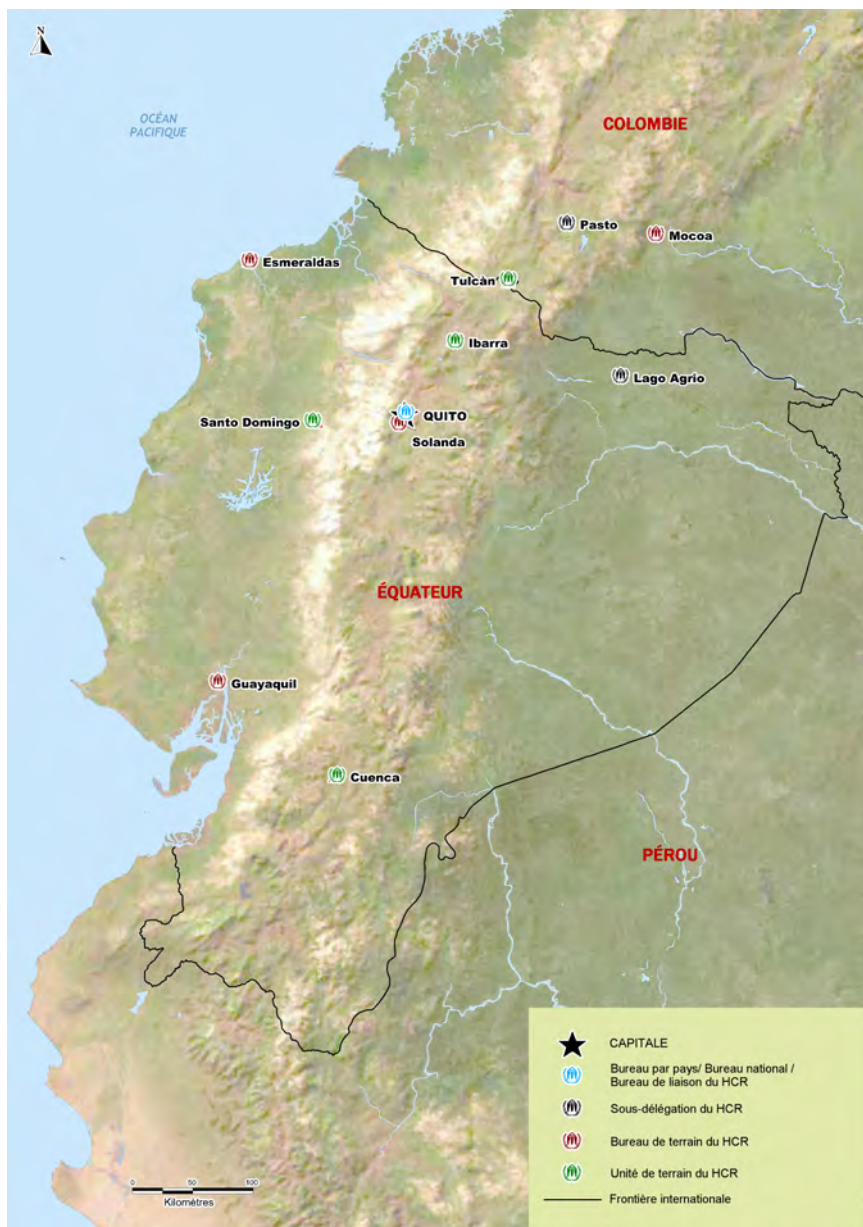 N
OCÉAN
PACIFIQUE
COLOMBIE
Pasto
Mocoa
Esmeraldas
Tulcàn
Ibarra
Lago Agrio
QUITO
Santo Domingo
Solanda
ÉQUATEUR
Guayaquil
Cuenca
PÉROU
CAPITALE
Bureau par pays/ Bureau national /
Bureau de liaison du HCR
Sous-délégation du HCR
Bureau de terrain du HCR
Unité de terrain du HCR
Frontière internationale
0 50 100
Kilomètres